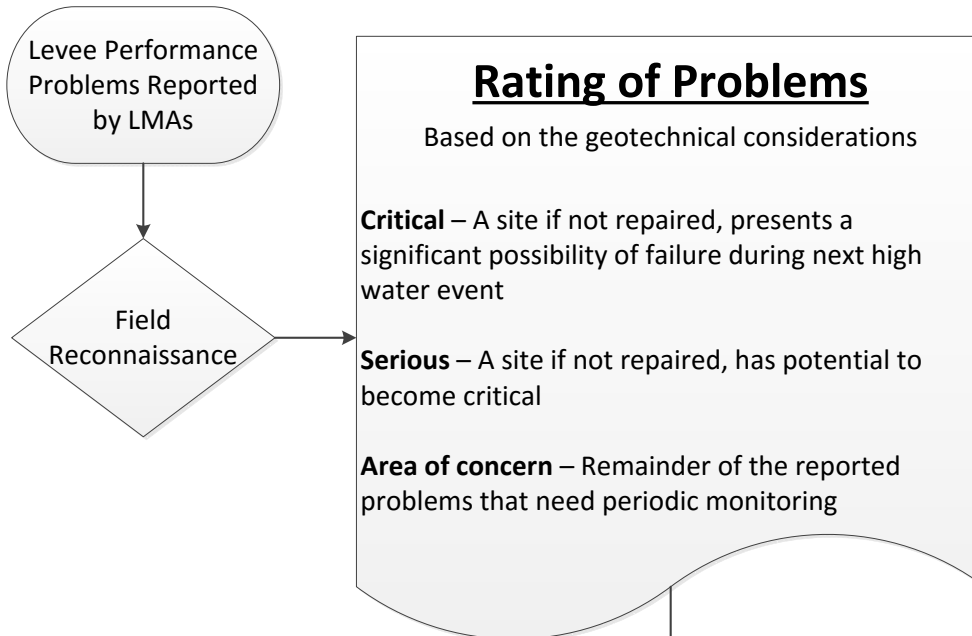 Levee Performance
Problems Reported
by LMAs
Field
Reconnaissance
Rating of Problems
Based on the geotechnical considerations
Critical – A site if not repaired, presents a
significant possibility of failure during next high
water event
Serious – A site if not repaired, has potential to
become critical
Area of concern – Remainder of the reported
problems that need periodic monitoring